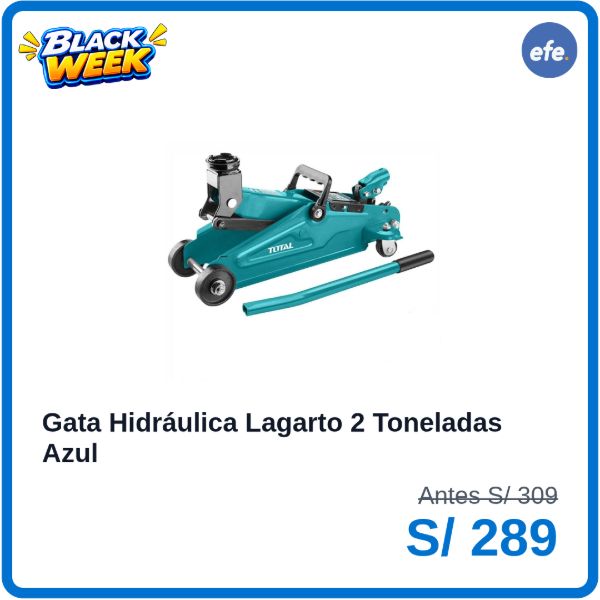 BLACK
WEEK
efe.
TOTAL
Gata Hidráulica Lagarto 2 Toneladas
Azul
Antes S/ 309
S/ 289